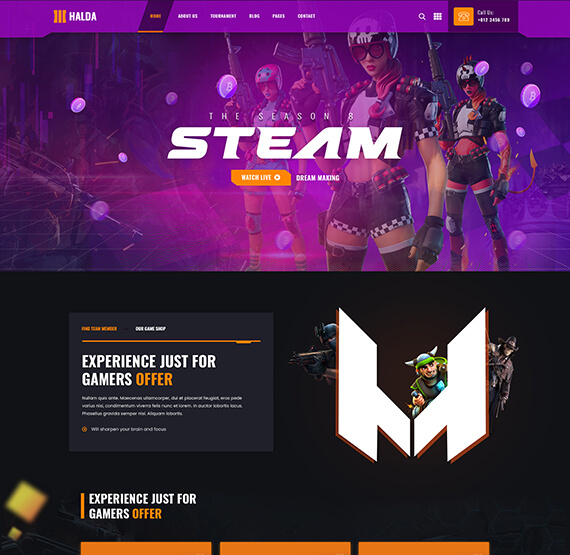 HALDA
HOME ABOUT US TOURNAMENT BLOG PAGES CONTACT
Call Us:
+012 3456 789
THE SEASON 8
STEAM
WATCH LIVE DREAM MAKING
FIND TEAM MEMBER OUR GAME SHOP
EXPERIENCE JUST FOR
GAMERS OFFER
Nullam quis ante. Maecenas ullamcorper, dui et placerat feugiat, eros pede
varius nisi, condimentum viverra felis nunc et lorem. In auctor lobortis lacus.
Phasellus gravida semper nisi. Aliquam lobortis.
Will sharpen your brain and focus
EXPERIENCE JUST FOR
GAMERS OFFER